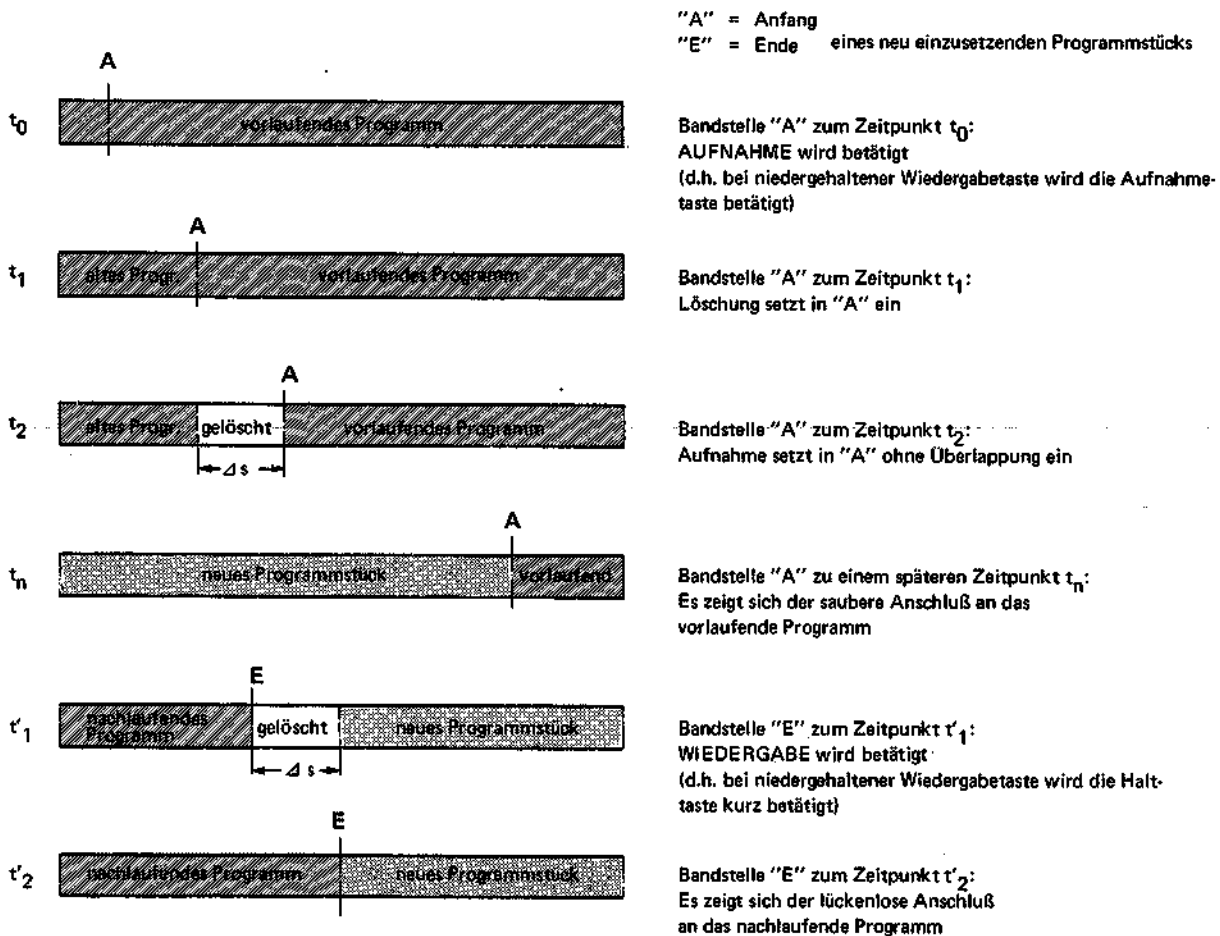 "A" = Anfang
"E" = Ende eines neu einzusetzenden Programmstücks
A
t0
vorlaufendes Programm
Bandstelle "A" zum Zeitpunkt t0:
AUFNAHME wird betätigt
(d.h. bei niedergehaltener Wiedergabetaste wird die Aufnahme-
taste betätigt)
A
t1
altes Progr.
vorlaufendes Programm
Bandstelle "A" zum Zeitpunkt t1:
Löschung setzt in "A" ein
A
t2
altes Progr.
gelöscht
vorlaufendes Programm
Δ s
Bandstelle "A" zum Zeitpunkt t2:
Aufnahme setzt in "A" ohne Überlappung ein
A
tn
neues Programmstück
vorlaufend
Bandstelle "A" zu einem späteren Zeitpunkt tn:
Es zeigt sich der saubere Anschluß an das
vorlaufende Programm
E
t'1
nachlaufendes
Programm
gelöscht
neues Programmstück
Δ s
Bandstelle "E" zum Zeitpunkt t'1:
WIEDERGABE wird betätigt
(d.h. bei niedergehaltener Wiedergabetaste wird die Halt-
taste kurz betätigt)
E
t'2
nachlaufendes Programm
neues Programmstück
Bandstelle "E" zum Zeitpunkt t'2:
Es zeigt sich der lückenlose Anschluß
an das nachlaufende Programm